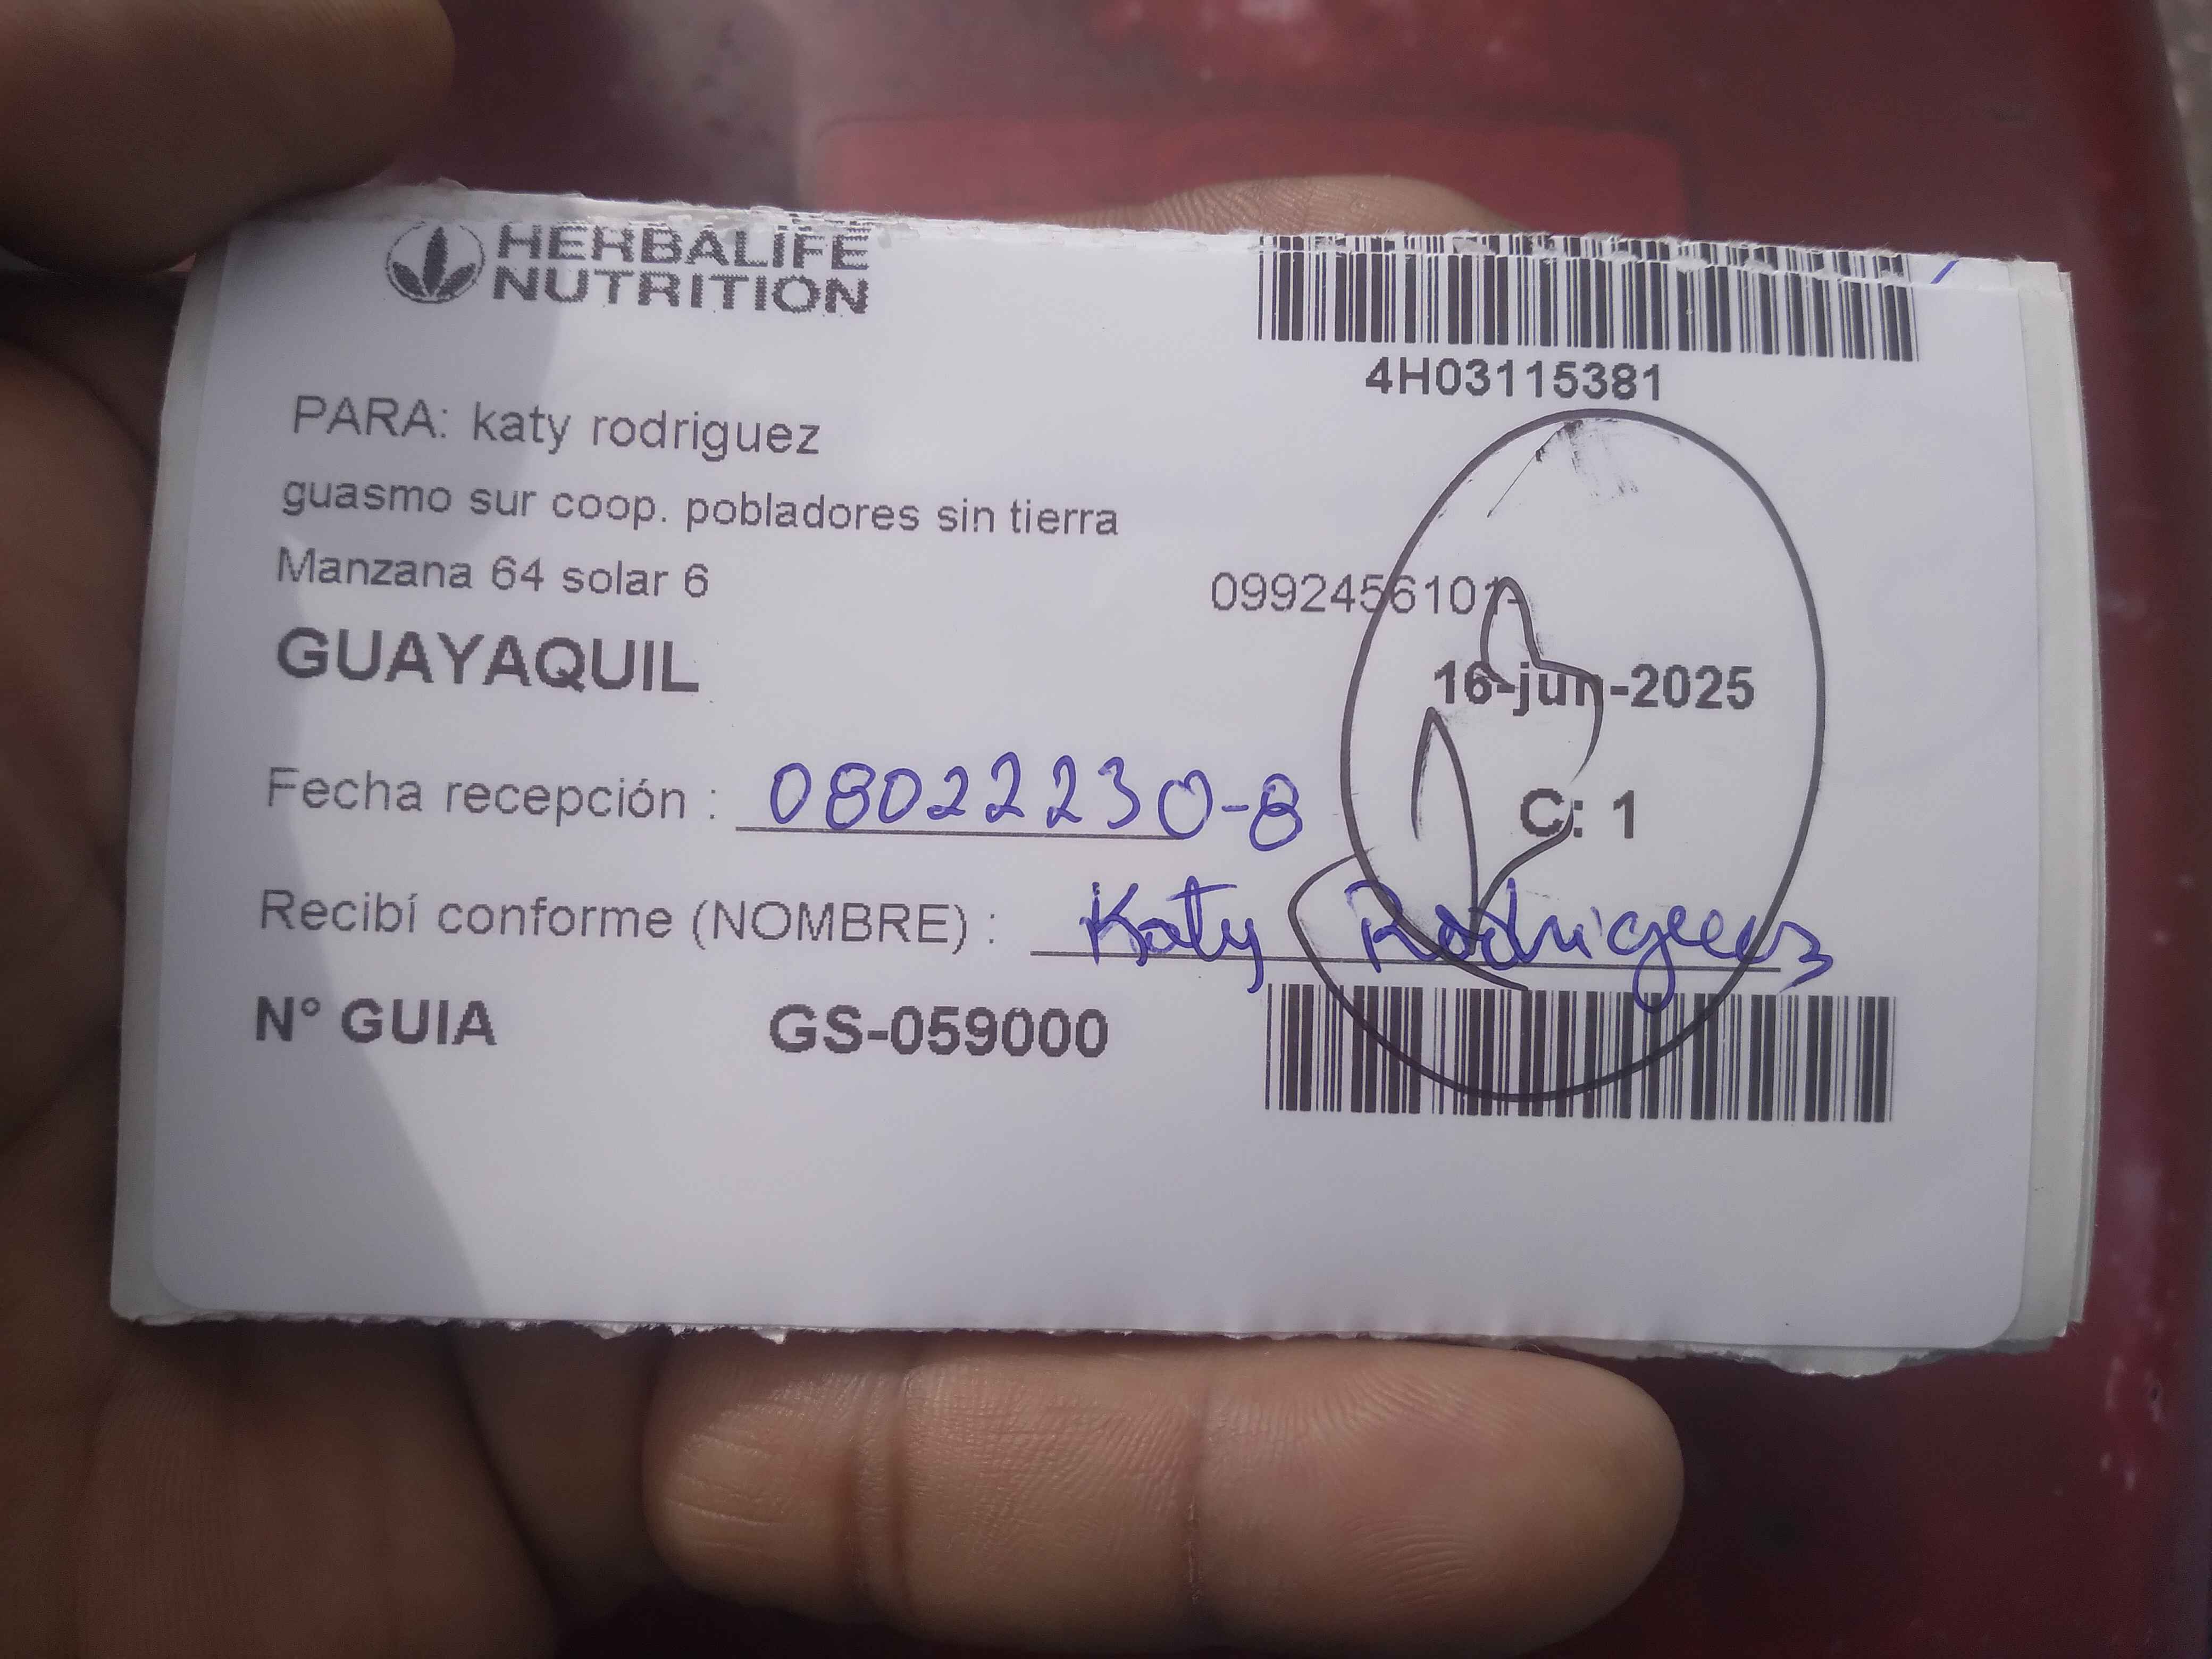 HERBALIFE
NUTRITION
4H03115381
PARA: katy rodriguez
guasmo sur coop. pobladores sin tierra
Manzana 64 solar 6
0992456101-
GUAYAQUIL
16-jun-2025
C: 1
Fecha recepción : 08022230-8
Recibí conforme (NOMBRE) : Katy Rodriguez
N° GUIA GS-059000